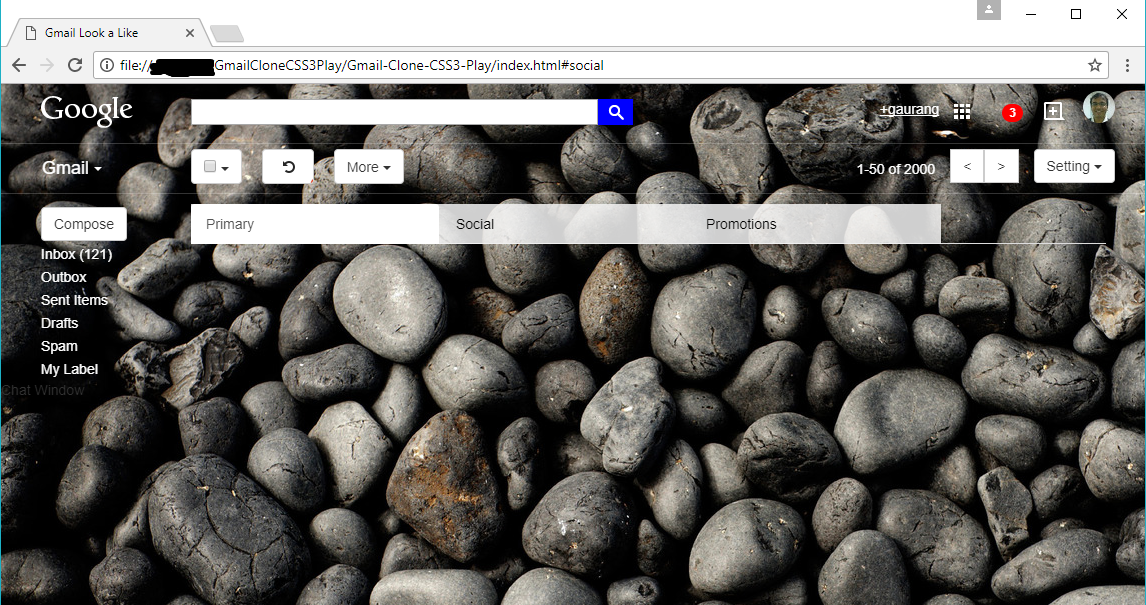 Gmail Look a Like
file://
GmailCloneCSS3Play/Gmail-Clone-CSS3-Play/index.html#social
Google
+gaurang
3
Gmail
More
1-50 of 2000
<
>
Setting
Compose
Primary
Social
Promotions
Inbox (121)
Outbox
Sent Items
Drafts
Spam
My Label
Chat Window